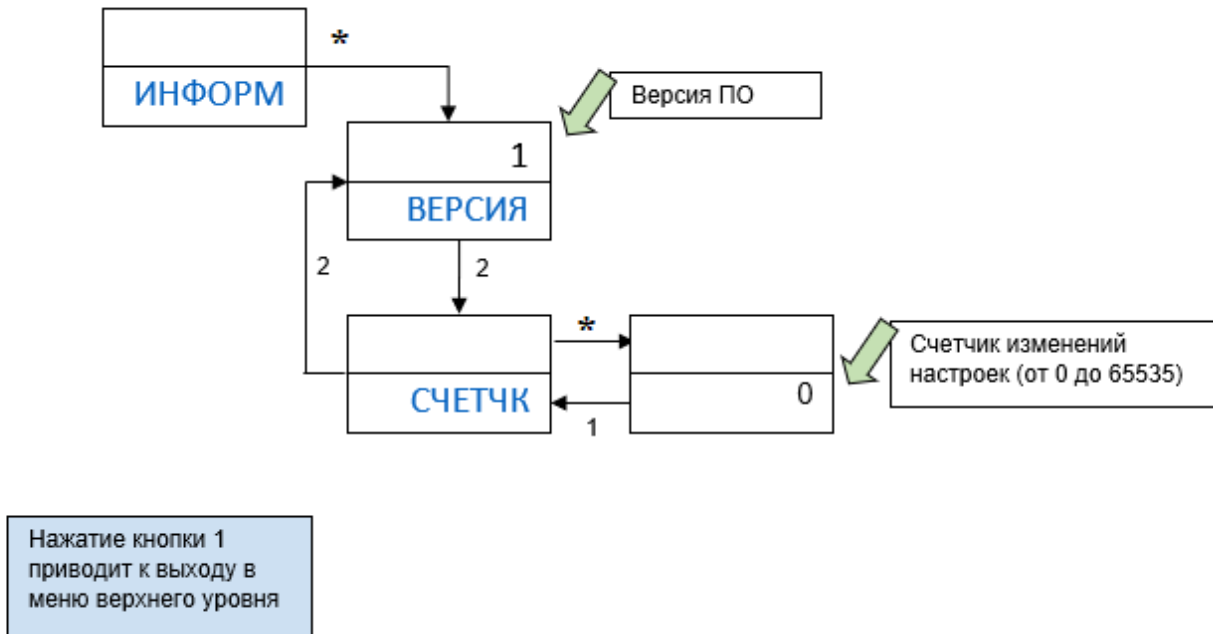 *
ИНФОРМ
Версия ПО
1
ВЕРСИЯ
2
2
*
СЧЕТЧК
0
1
Счетчик изменений
настроек (от 0 до 65535)
Нажатие кнопки 1
приводит к выходу в
меню верхнего уровня